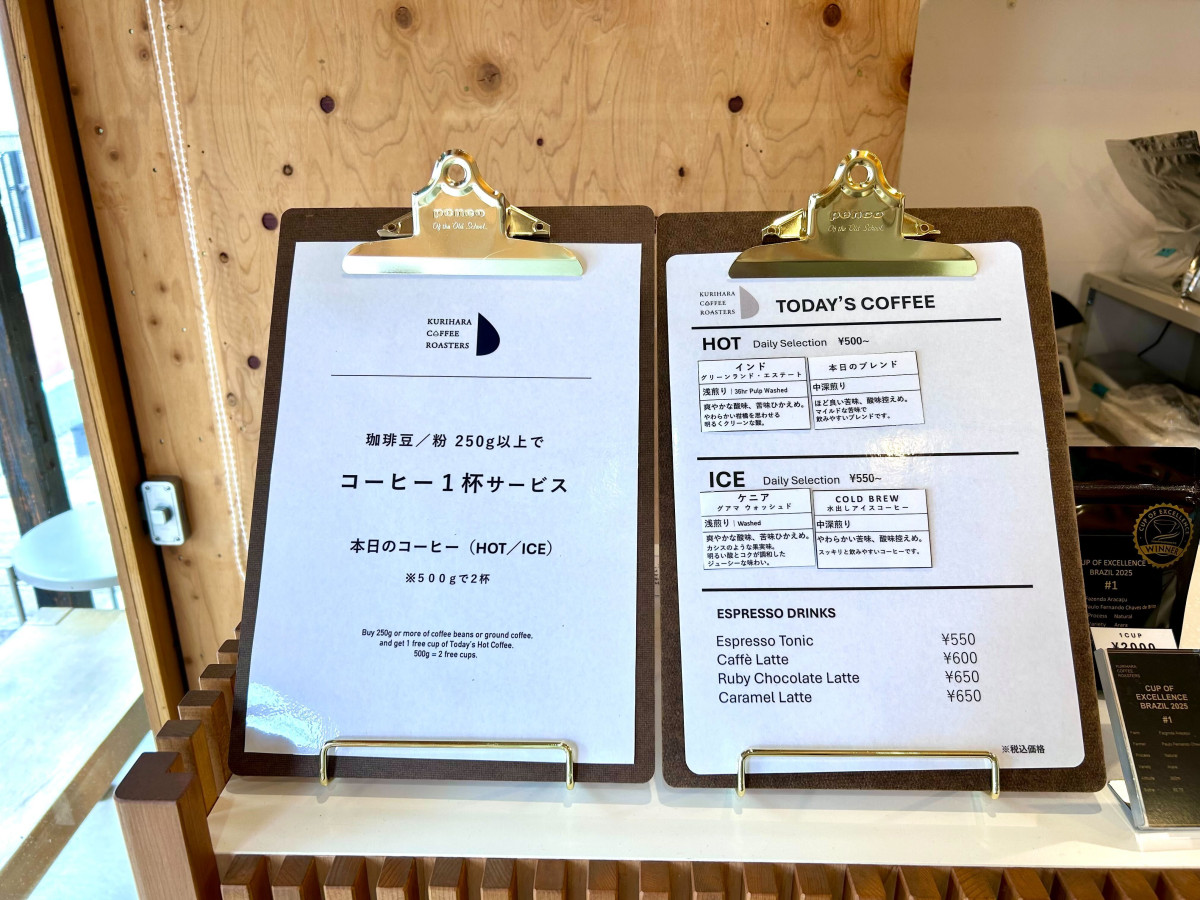 penco
Of the Old School
KURIHARA
COFFEE
ROASTERS
珈琲豆／粉 250g以上で
コーヒー１杯サービス
本日のコーヒー（HOT／ICE）
※５００ｇで2杯
Buy 250g or more of coffee beans or ground coffee,
and get 1 free cup of Today's Hot Coffee.
500g = 2 free cups.
penco
Of the Old School
KURIHARA
COFFEE
ROASTERS
TODAY'S COFFEE
HOT Daily Selection ¥500~
インド
グリーンランド・エステート
浅煎り | 36hr Pulp Washed
爽やかな酸味、苦味ひかえめ。
やわらかい柑橘を思わせる
明るくクリーンな酸。
本日のブレンド
中深煎り
ほど良い苦味、酸味控えめ。
マイルドな苦味で
飲みやすいブレンドです。
ICE Daily Selection ¥550~
ケニア
グアマ ウォッシュド
浅煎り | Washed
爽やかな酸味、苦味ひかえめ。
カシスのような果実味。
明るい酸とコクが調和した
ジューシーな味わい。
COLD BREW
水出しアイスコーヒー
中深煎り
やわらかい苦味、酸味控えめ。
スッキリと飲みやすいコーヒーです。
ESPRESSO DRINKS
Espresso Tonic ¥550
Caffè Latte ¥600
Ruby Chocolate Latte ¥650
Caramel Latte ¥650
※税込価格
CUP OF EXCELLENCE
WINNER
UP OF EXCELLENCE
BRAZIL 2025
#1
Process Natural
Arara
1CUP
¥2000
KURIHARA
COFFEE
ROASTERS
CUP OF
EXCELLENCE
BRAZIL 2025
#1